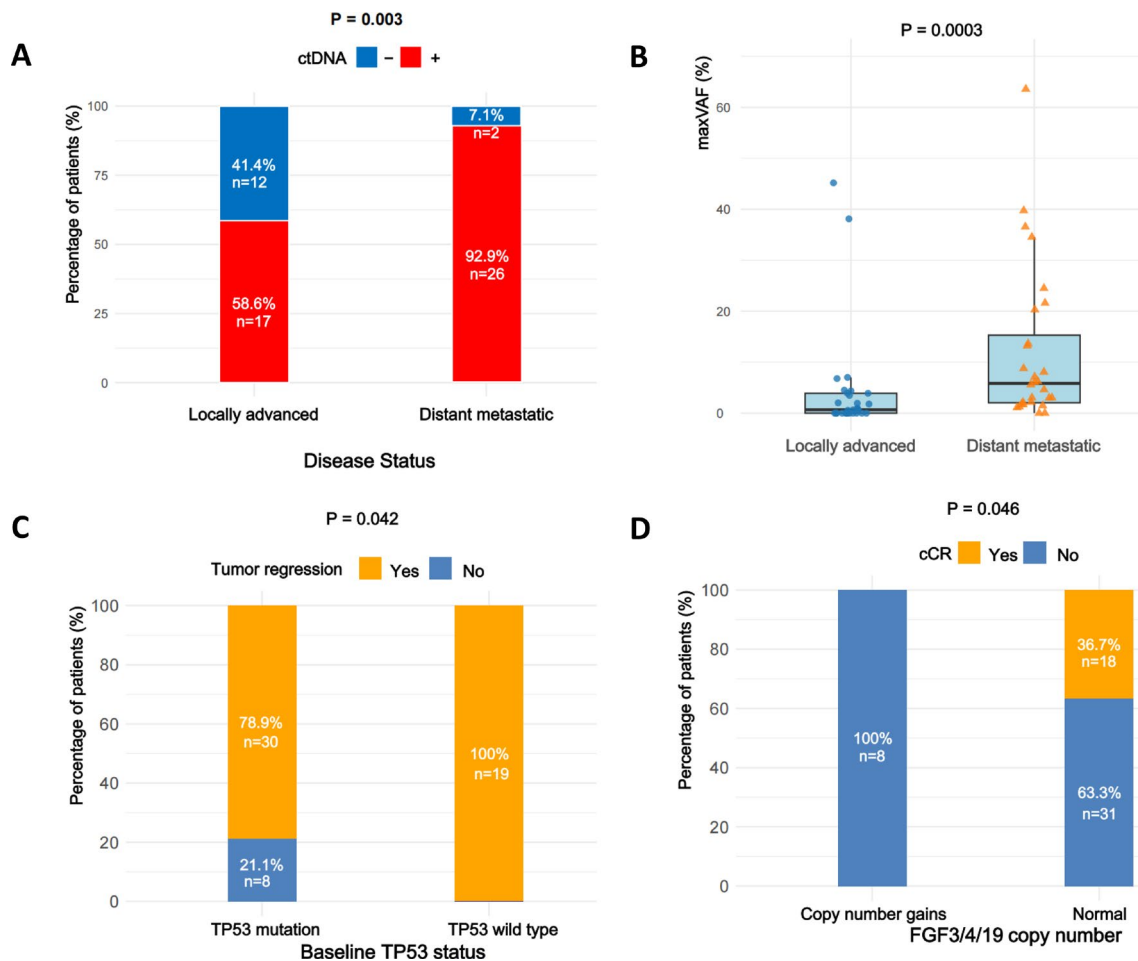 A
P = 0.003
ctDNA − +
Percentage of patients (%)
100
75
50
25
0
41.4%
n=12
58.6%
n=17
7.1%
n=2
92.9%
n=26
Locally advanced
Distant metastatic
Disease Status
B
P = 0.0003
maxVAF (%)
60
40
20
0
Locally advanced
Distant metastatic
C
P = 0.042
Tumor regression Yes No
Percentage of patients (%)
100
80
60
40
20
0
78.9%
n=30
21.1%
n=8
100%
n=19
TP53 mutation
TP53 wild type
Baseline TP53 status
D
P = 0.046
cCR Yes No
Percentage of patients (%)
100
80
60
40
20
0
100%
n=8
36.7%
n=18
63.3%
n=31
Copy number gains
Normal
FGF3/4/19 copy number